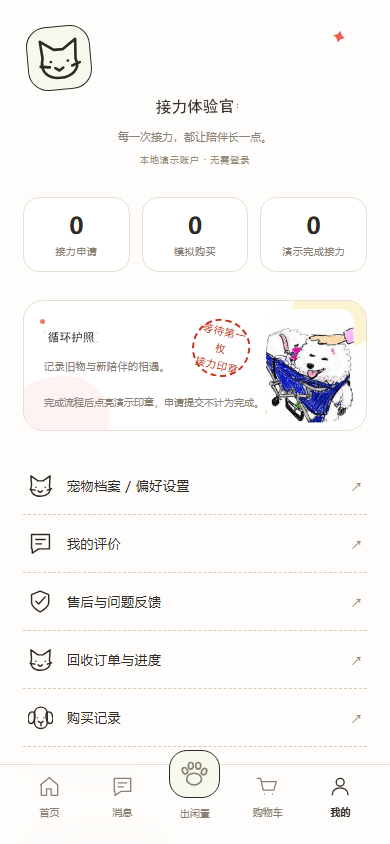 接力体验官
每一次接力，都让陪伴长一点。
本地演示账户 · 无需登录
0
接力申请
0
模拟购买
0
演示完成接力
循环护照
记录旧物与新陪伴的相遇。
等待第一
枚
接力印章
完成流程后点亮演示印章，申请提交不计为完成。
宠物档案 / 偏好设置
我的评价
售后与问题反馈
回收订单与进度
购买记录
首页
消息
出闲置
购物车
我的